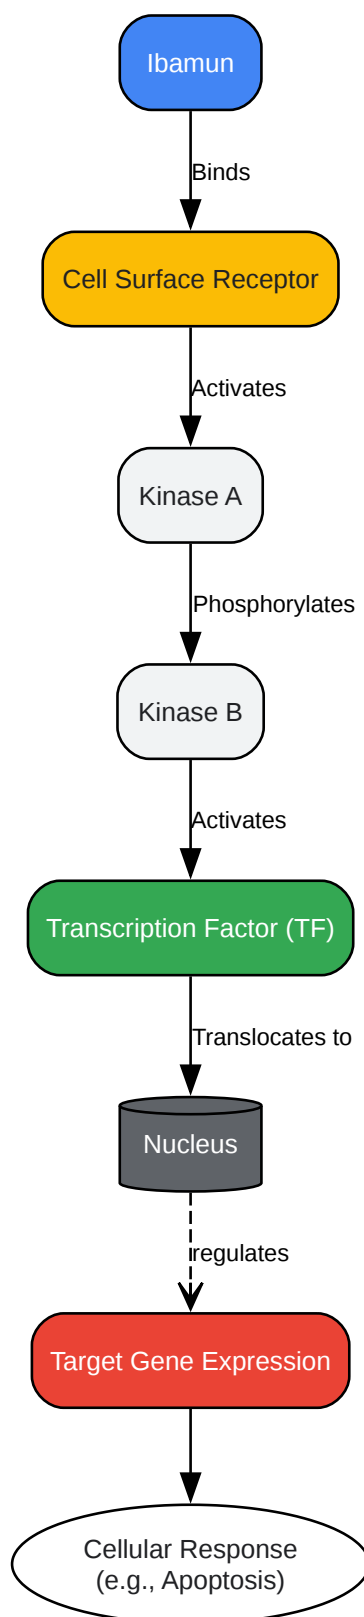 Ibamun
Binds
Cell Surface Receptor
Activates
Kinase A
Phosphorylates
Kinase B
Activates
Transcription Factor (TF)
Translocates to
Nucleus
regulates
Target Gene Expression
Cellular Response
(e.g., Apoptosis)